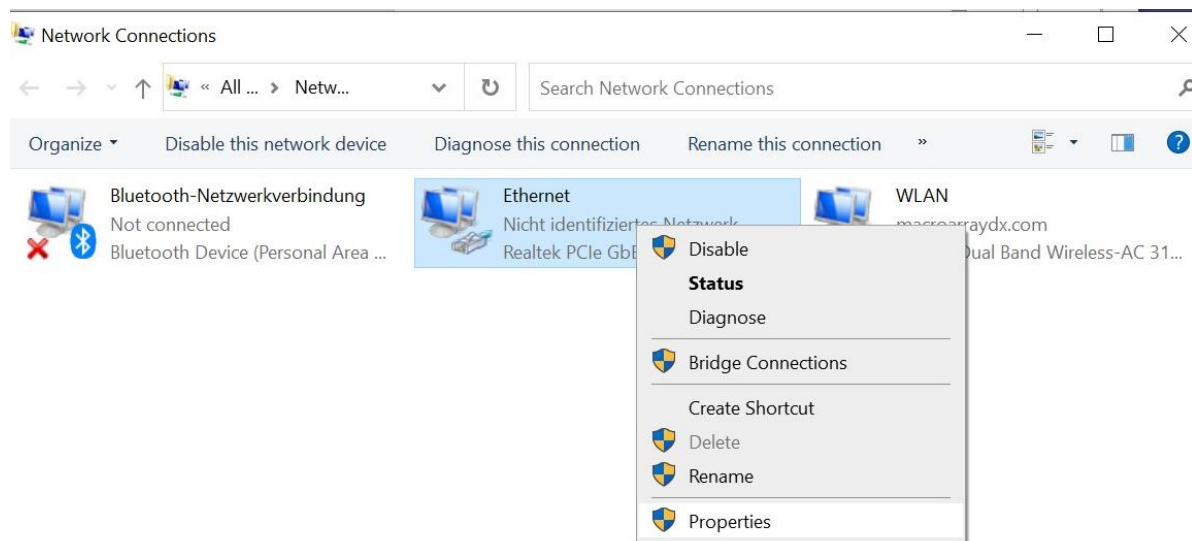 Network Connections
« All ... > Netw...
Search Network Connections
Organize
Disable this network device
Diagnose this connection
Rename this connection
»
Bluetooth-Netzwerkverbindung
Not connected
Bluetooth Device (Personal Area ...
Ethernet
Nicht identifiziertes Netzwerk
Realtek PCIe GbE
WLAN
macroarraydx.com
Dual Band Wireless-AC 31...
Disable
Status
Diagnose
Bridge Connections
Create Shortcut
Delete
Rename
Properties